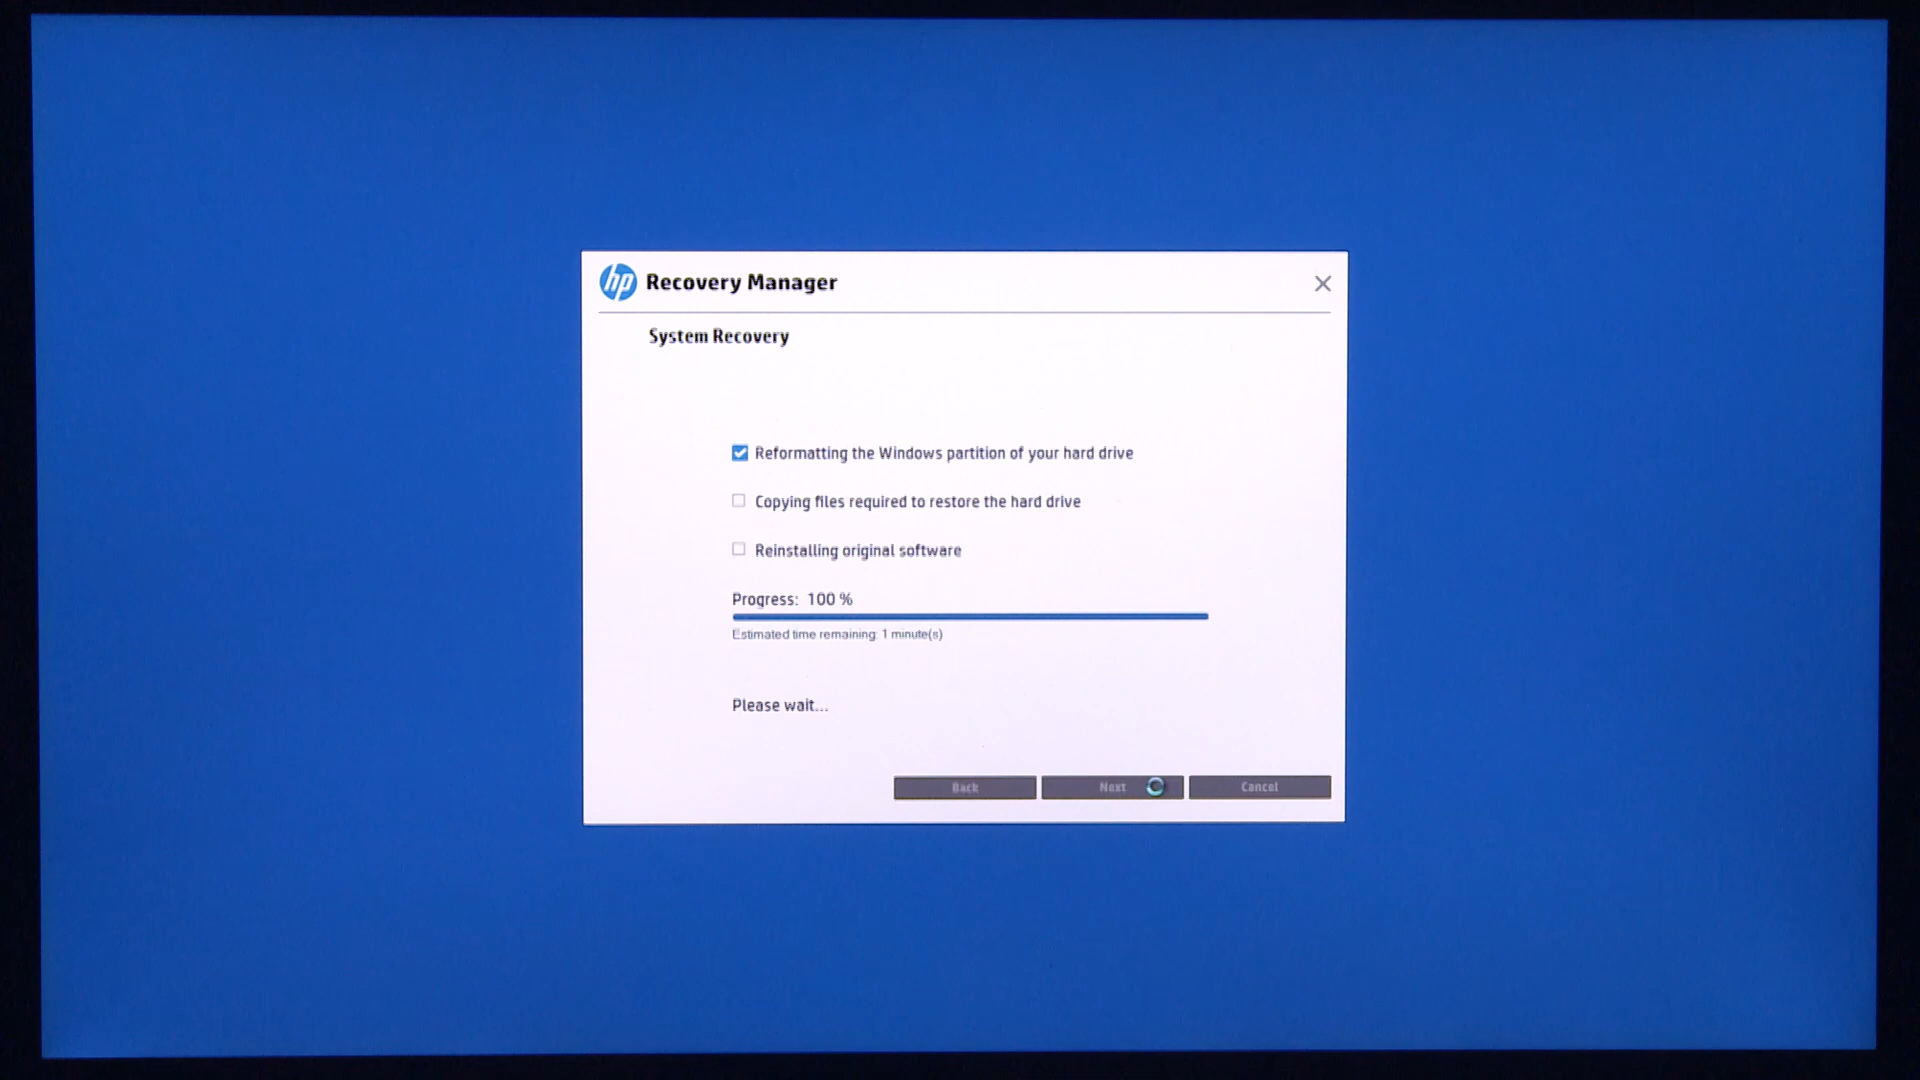 hp Recovery Manager
System Recovery
Reformatting the Windows partition of your hard drive
Copying files required to restore the hard drive
Reinstalling original software
Progress: 100 %
Estimated time remaining: 1 minute(s)
Please wait...
Back Next Cancel